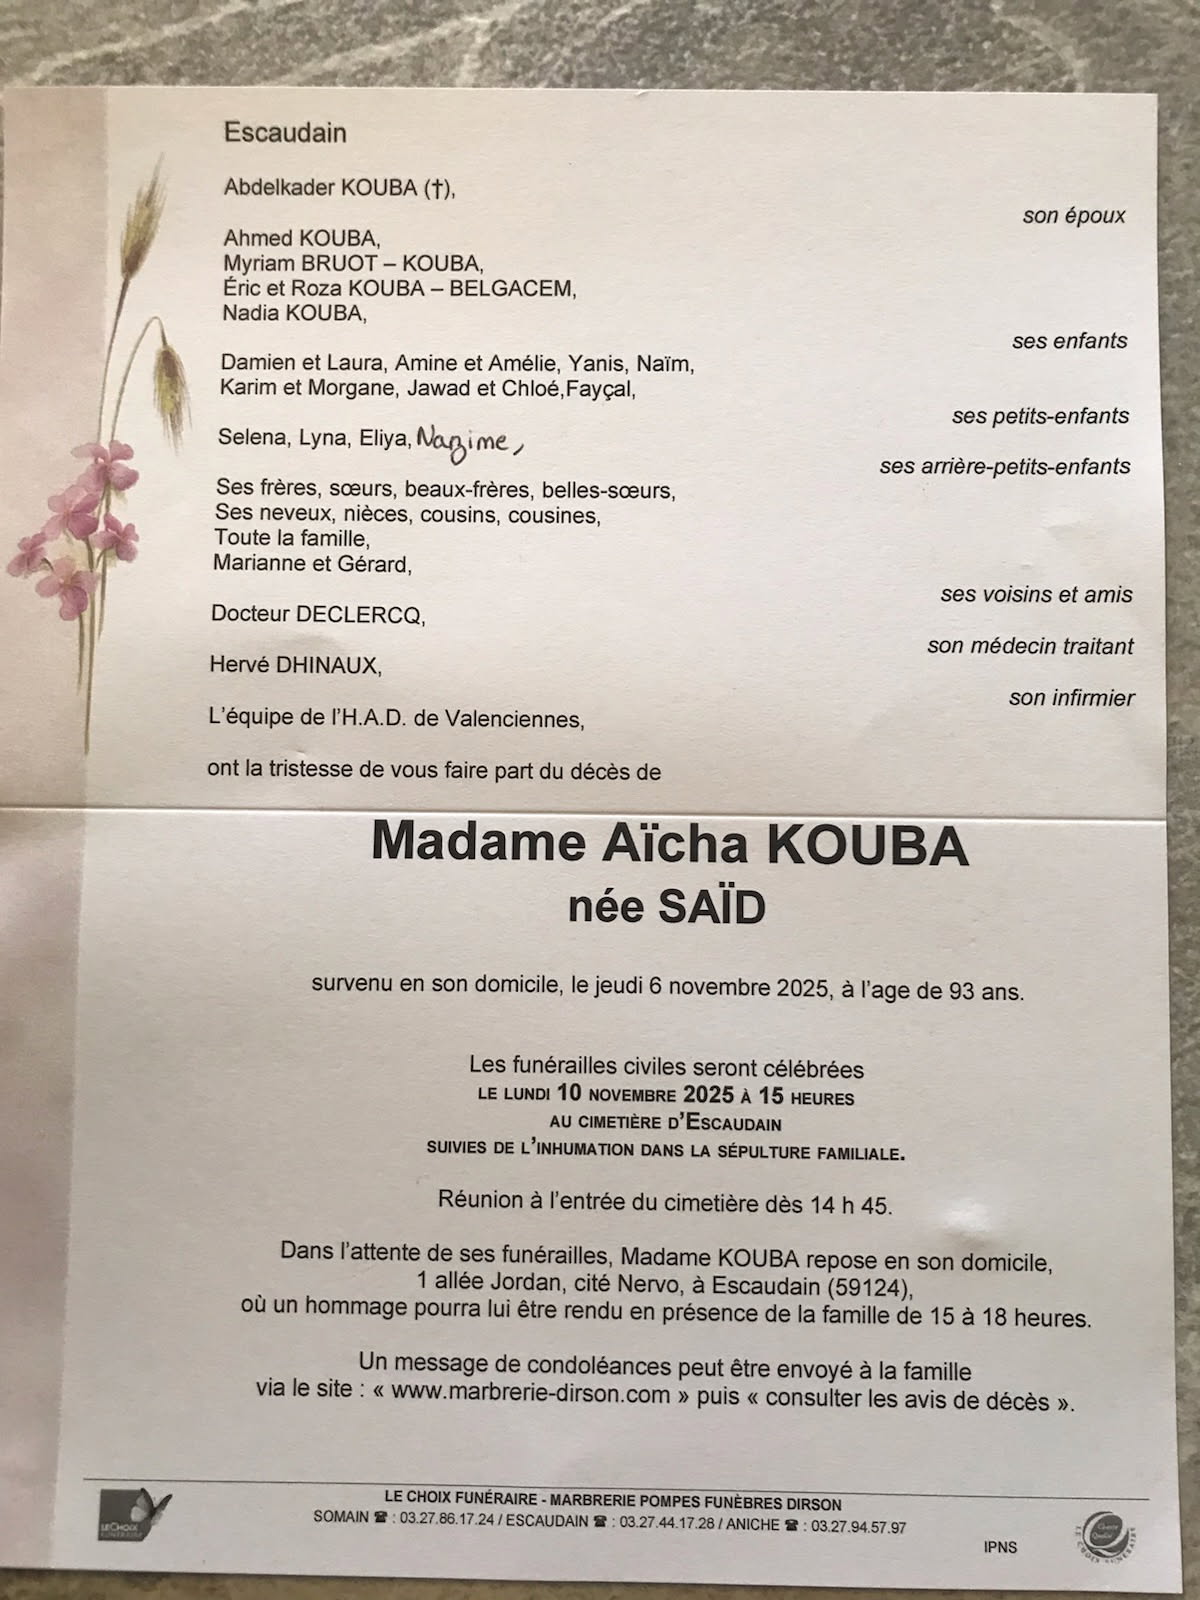 Escaudain
Abdelkader KOUBA (†),
son époux
Ahmed KOUBA,
Myriam BRUOT – KOUBA,
Éric et Roza KOUBA – BELGACEM,
Nadia KOUBA,
ses enfants
Damien et Laura, Amine et Amélie, Yanis, Naïm,
Karim et Morgane, Jawad et Chloé,Fayçal,
ses petits-enfants
Selena, Lyna, Eliya, Nazime,
ses arrière-petits-enfants
Ses frères, sœurs, beaux-frères, belles-sœurs,
Ses neveux, nièces, cousins, cousines,
Toute la famille,
Marianne et Gérard,
ses voisins et amis
Docteur DECLERCQ,
son médecin traitant
Hervé DHINAUX,
son infirmier
L'équipe de l'H.A.D. de Valenciennes,
ont la tristesse de vous faire part du décès de
Madame Aïcha KOUBA
née SAÏD
survenu en son domicile, le jeudi 6 novembre 2025, à l'age de 93 ans.
Les funérailles civiles seront célébrées
LE LUNDI 10 NOVEMBRE 2025 À 15 HEURES
AU CIMETIÈRE D'ESCAUDAIN
SUIVIES DE L'INHUMATION DANS LA SÉPULTURE FAMILIALE.
Réunion à l'entrée du cimetière dès 14 h 45.
Dans l'attente de ses funérailles, Madame KOUBA repose en son domicile,
1 allée Jordan, cité Nervo, à Escaudain (59124),
où un hommage pourra lui être rendu en présence de la famille de 15 à 18 heures.
Un message de condoléances peut être envoyé à la famille
via le site : « www.marbrerie-dirson.com » puis « consulter les avis de décès ».
LE CHOIX FUNÉRAIRE - MARBRERIE POMPES FUNÈBRES DIRSON
SOMAIN ☎ : 03.27.86.17.24 / ESCAUDAIN ☎ : 03.27.44.17.28 / ANICHE ☎ : 03.27.94.57.97
IPNS
LE CHOIX
FUNÉRAIRE
Charte
Qualité
LE CHOIX FUNÉRAIRE